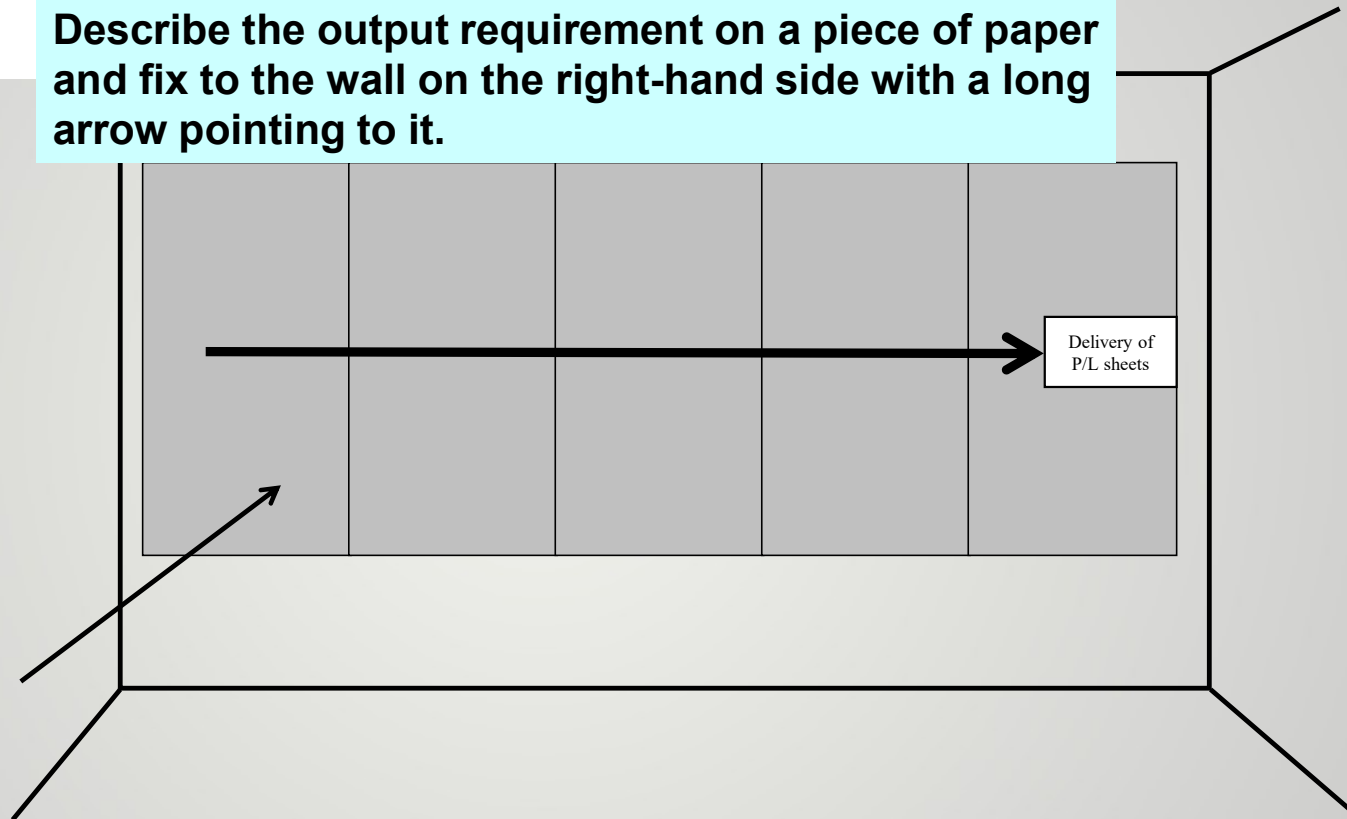 Describe the output requirement on a piece of paper
and fix to the wall on the right-hand side with a long
arrow pointing to it.
Delivery of
P/L sheets